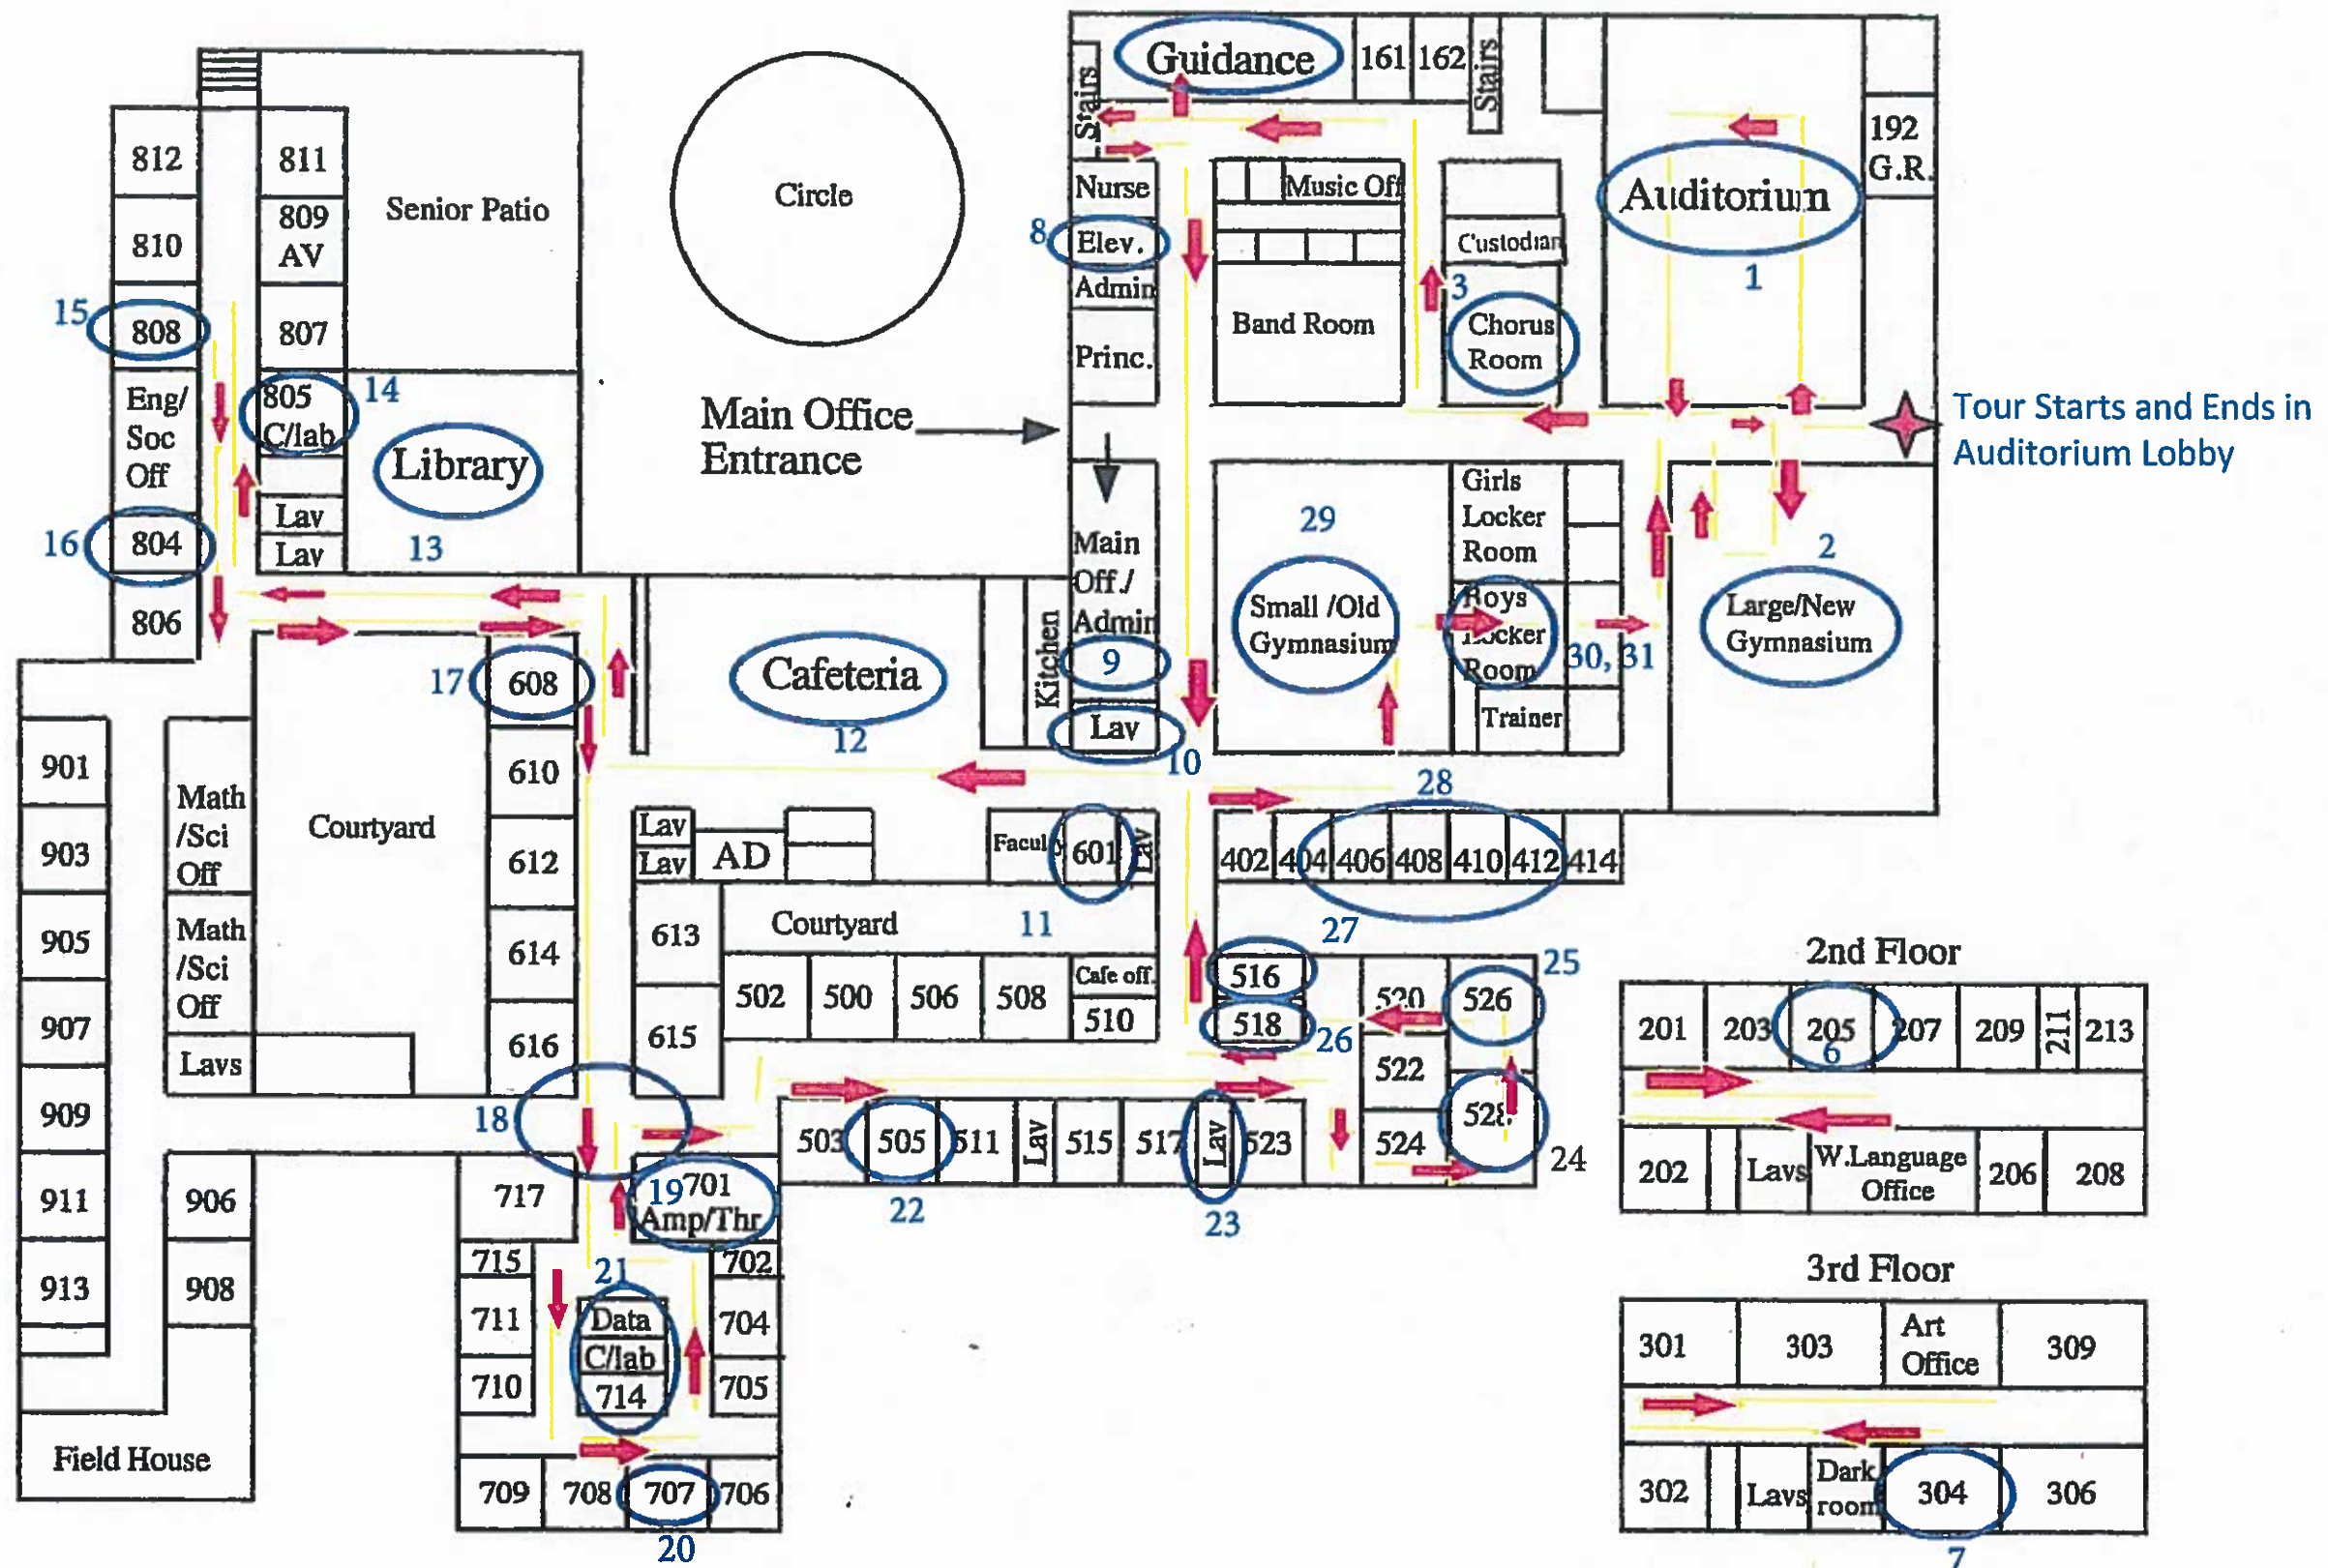 Guidance
161
162
Stairs
Stairs
192
G.R.
Auditorium
1
812
811
Senior Patio
Circle
Nurse
Music Off
810
809
AV
8
Elev.
Custodian
Admin
3
15
808
807
Band Room
Chorus
Room
Princ.
Eng/
Soc
Off
805
C/lab
14
Library
Main Office
Entrance
Tour Starts and Ends in
Auditorium Lobby
16
804
Lav
Lav
13
Main
Off./
Admin
29
Girls
Locker
Room
2
806
Kitchen
Small /Old
Gymnasium
Boys
Locker
Room
30, 31
Large/New
Gymnasium
17
608
Cafeteria
12
9
Lav
10
Trainer
28
901
Math
/Sci
Off
Courtyard
610
903
612
Lav
Lav
AD
601
Lav
402
404
406
408
410
412
414
905
Math
/Sci
Off
614
613
Courtyard
11
27
25
907
616
615
502
500
506
508
Cafe off.
510
516
518
26
520
526
Lavs
522
909
18
503
505
511
Lav
515
517
Lav
523
524
24
22
23
911
906
717
19
701
Amp/Thr
913
908
715
702
21
711
Data
C/lab
714
704
710
705
Field House
709
708
707
706
20
2nd Floor
201
203
205
6
207
209
211
213
202
Lavs
W.Language
Office
206
208
3rd Floor
301
303
Art
Office
309
302
Lavs
Dark
room
304
306
7